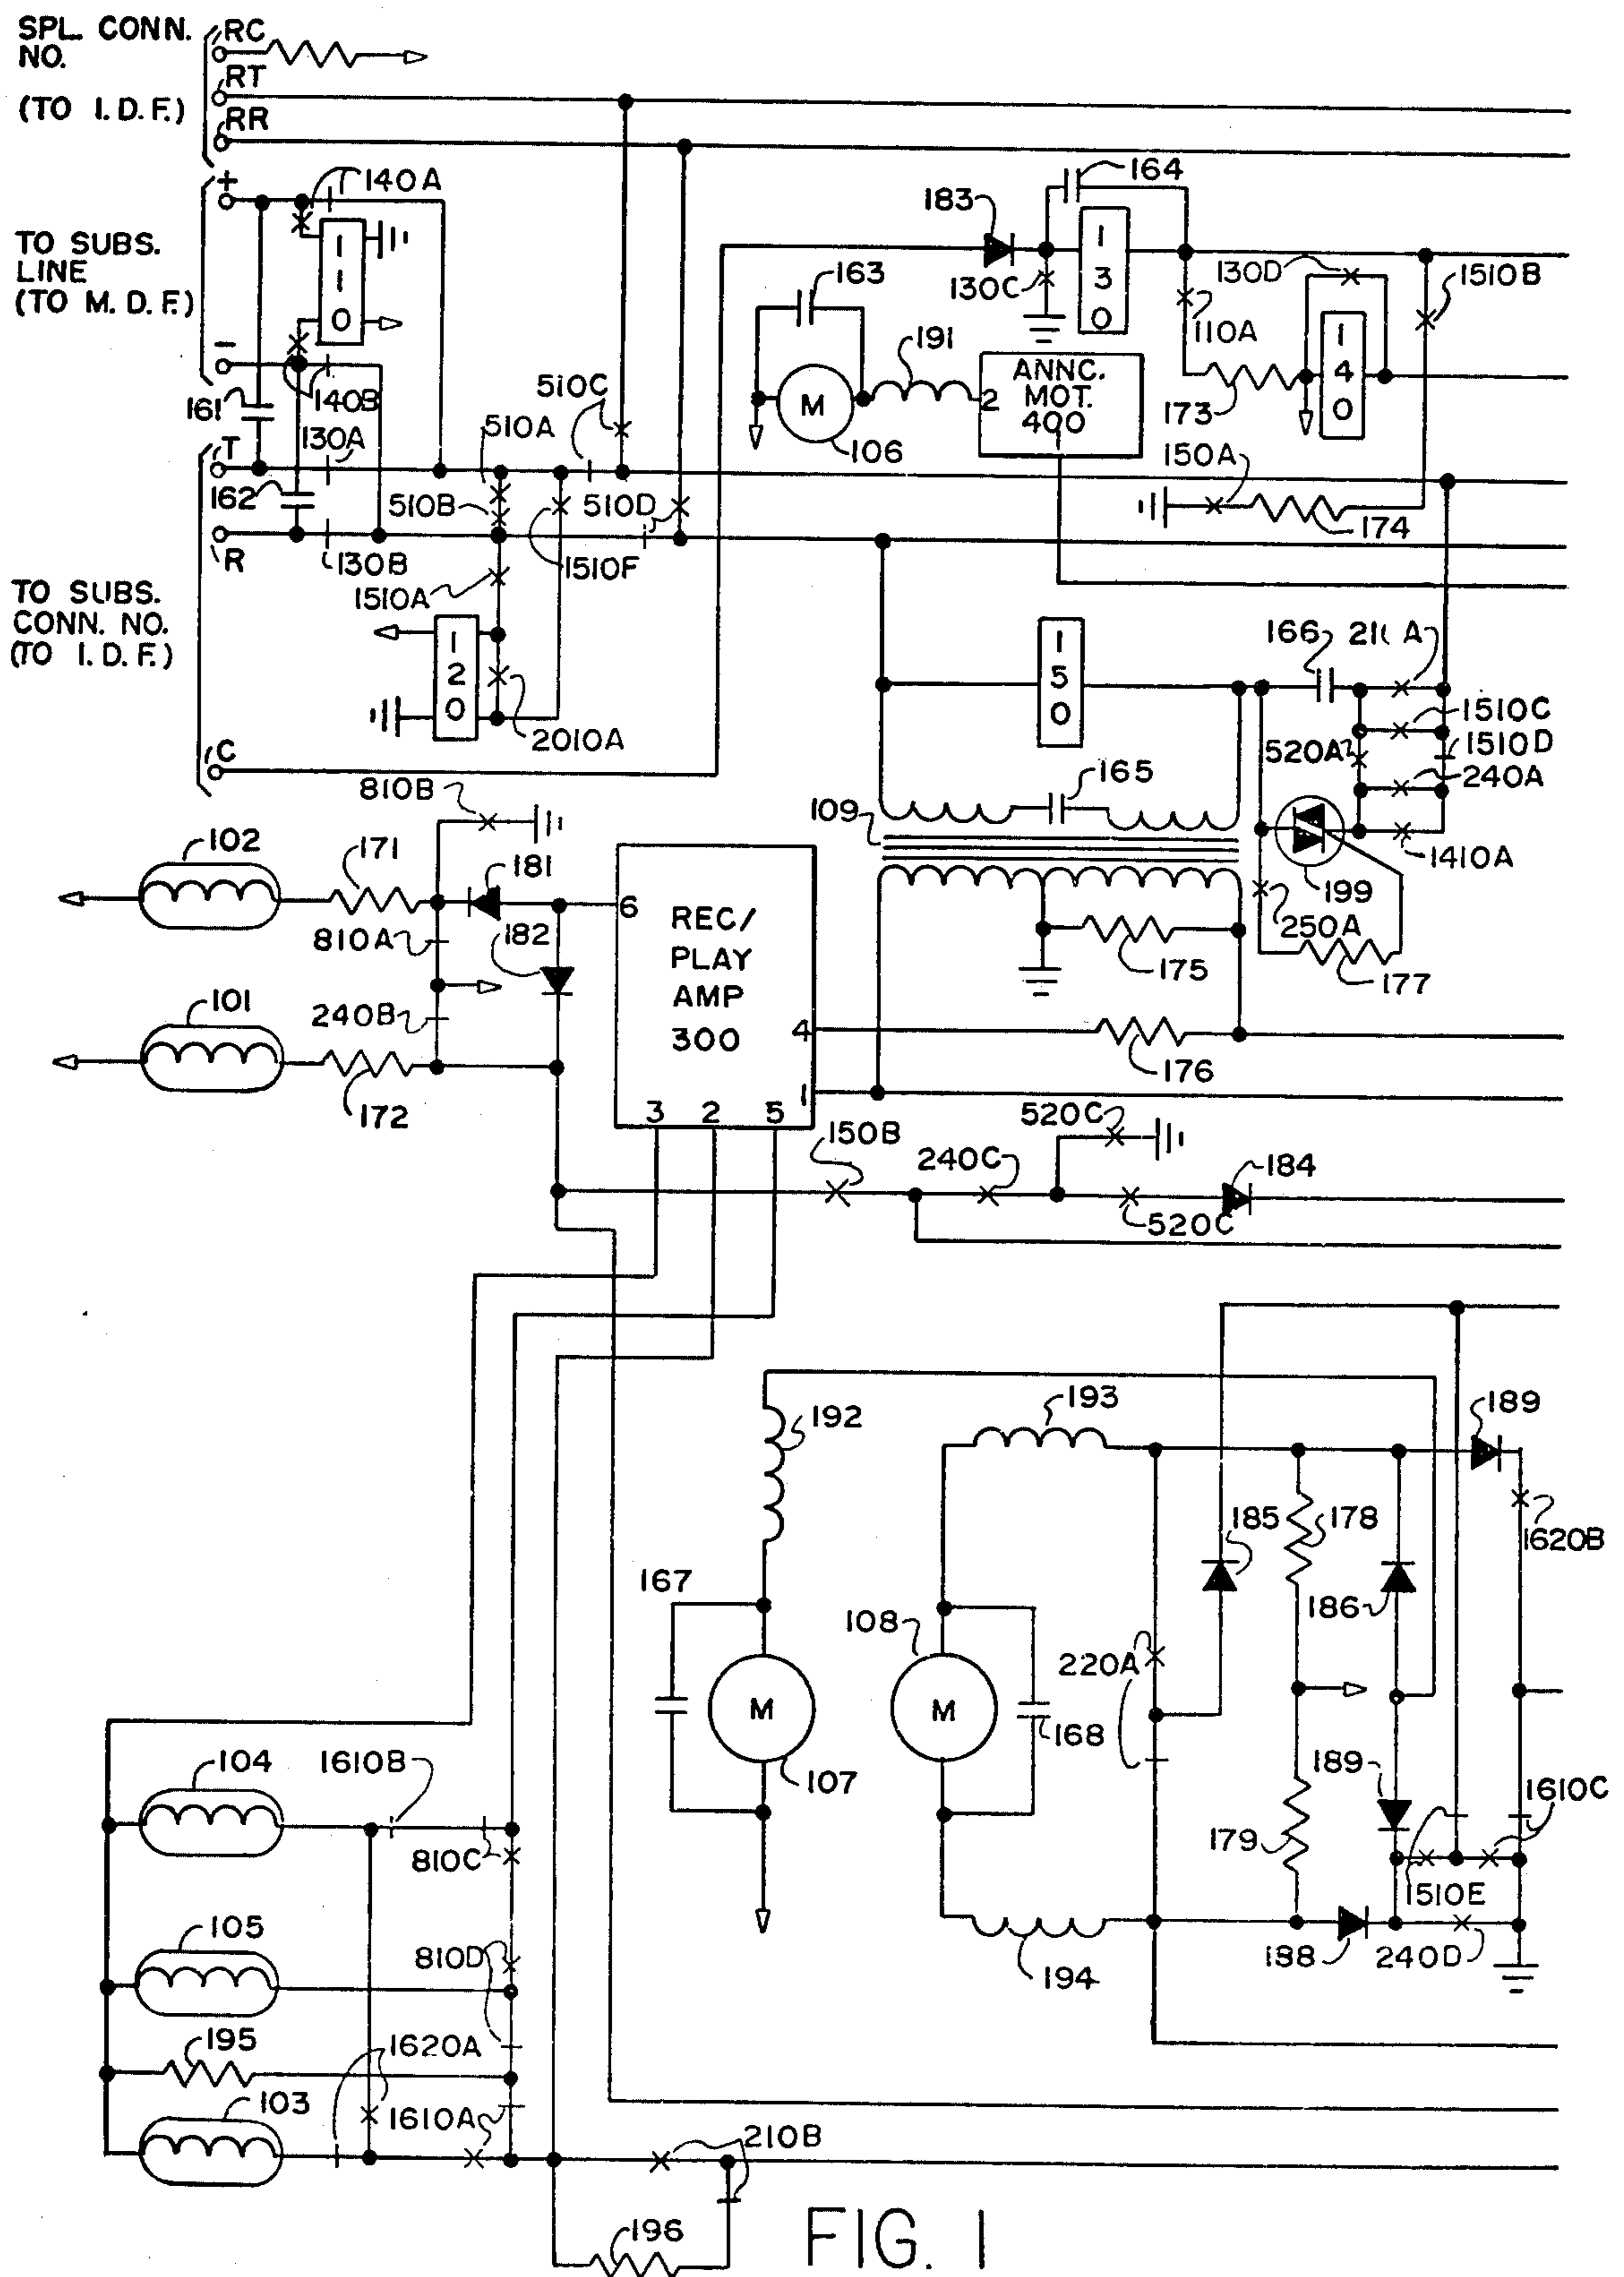 SPL. CONN.
NO.
(TO I.D.F.)
RC
RT
RR
TO SUBS.
LINE
(TO M.D.F.)
+
140A
110
-
140B
161
130A
T
162
R
130B
510A
510B
510C
510D
1510F
1510A
TO SUBS.
CONN. NO.
(TO I.D.F.)
120
2010A
C
183
164
130
130C
163
191
M
106
2
ANNC.
MOT.
400
1
110A
130D
1510B
140
173
150A
174
150
166
1510C
1510D
520A
240A
1410A
199
250A
177
165
109
175
176
810B
102
171
181
810A
182
101
240B
172
6
REC/
PLAY
AMP
300
4
1
3 2 5
150B
240C
520C
520C
184
192
193
189
1620B
185
178
186
167
M
107
108
M
168
220A
179
189
1610C
1510E
194
188
240D
104
1610B
810C
105
810D
195
1620A
103
1610A
210B
196
FIG. 1